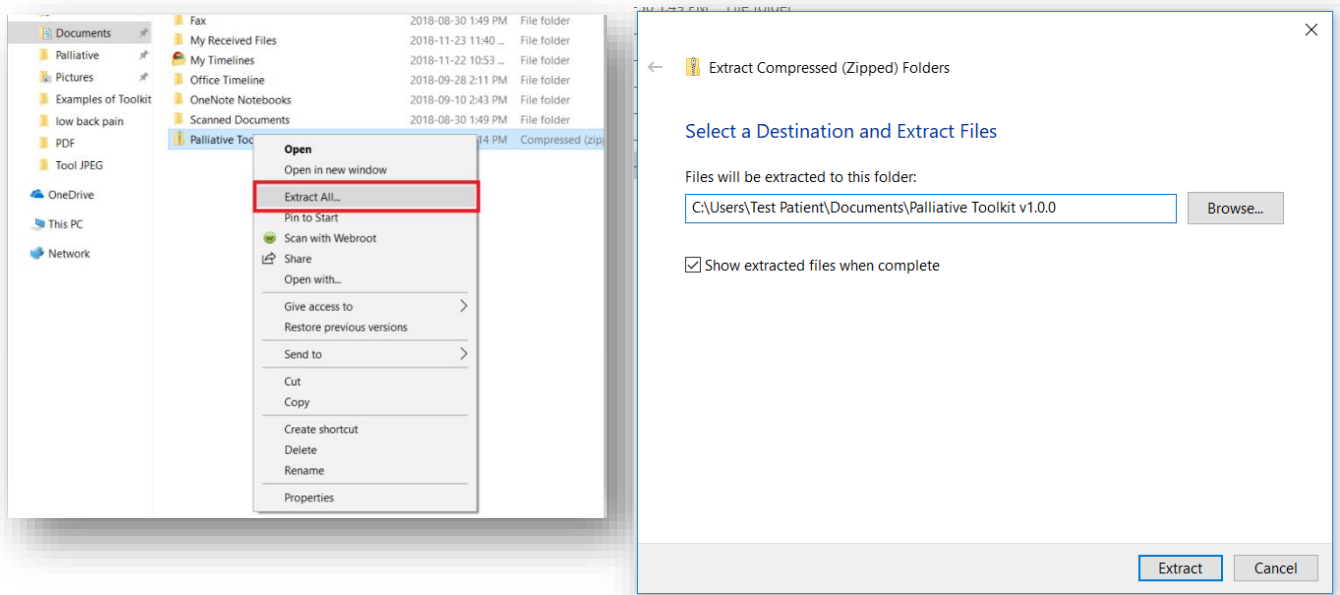 Documents
Palliative
Pictures
Examples of Toolkit
low back pain
PDF
Tool JPEG
OneDrive
This PC
Network
Fax 2018-08-30 1:49 PM File folder
My Received Files 2018-11-23 11:40 ... File folder
My Timelines 2018-11-22 10:53 ... File folder
Office Timeline 2018-09-28 2:11 PM File folder
OneNote Notebooks 2018-09-10 2:43 PM File folder
Scanned Documents 2018-08-30 1:49 PM File folder
Palliative Too 14 PM Compressed (zipp
Open
Open in new window
Extract All...
Pin to Start
Scan with Webroot
Share
Open with...
Give access to
Restore previous versions
Send to
Cut
Copy
Create shortcut
Delete
Rename
Properties
Extract Compressed (Zipped) Folders
Select a Destination and Extract Files
Files will be extracted to this folder:
C:\Users\Test Patient\Documents\Palliative Toolkit v1.0.0
Browse...
Show extracted files when complete
Extract
Cancel